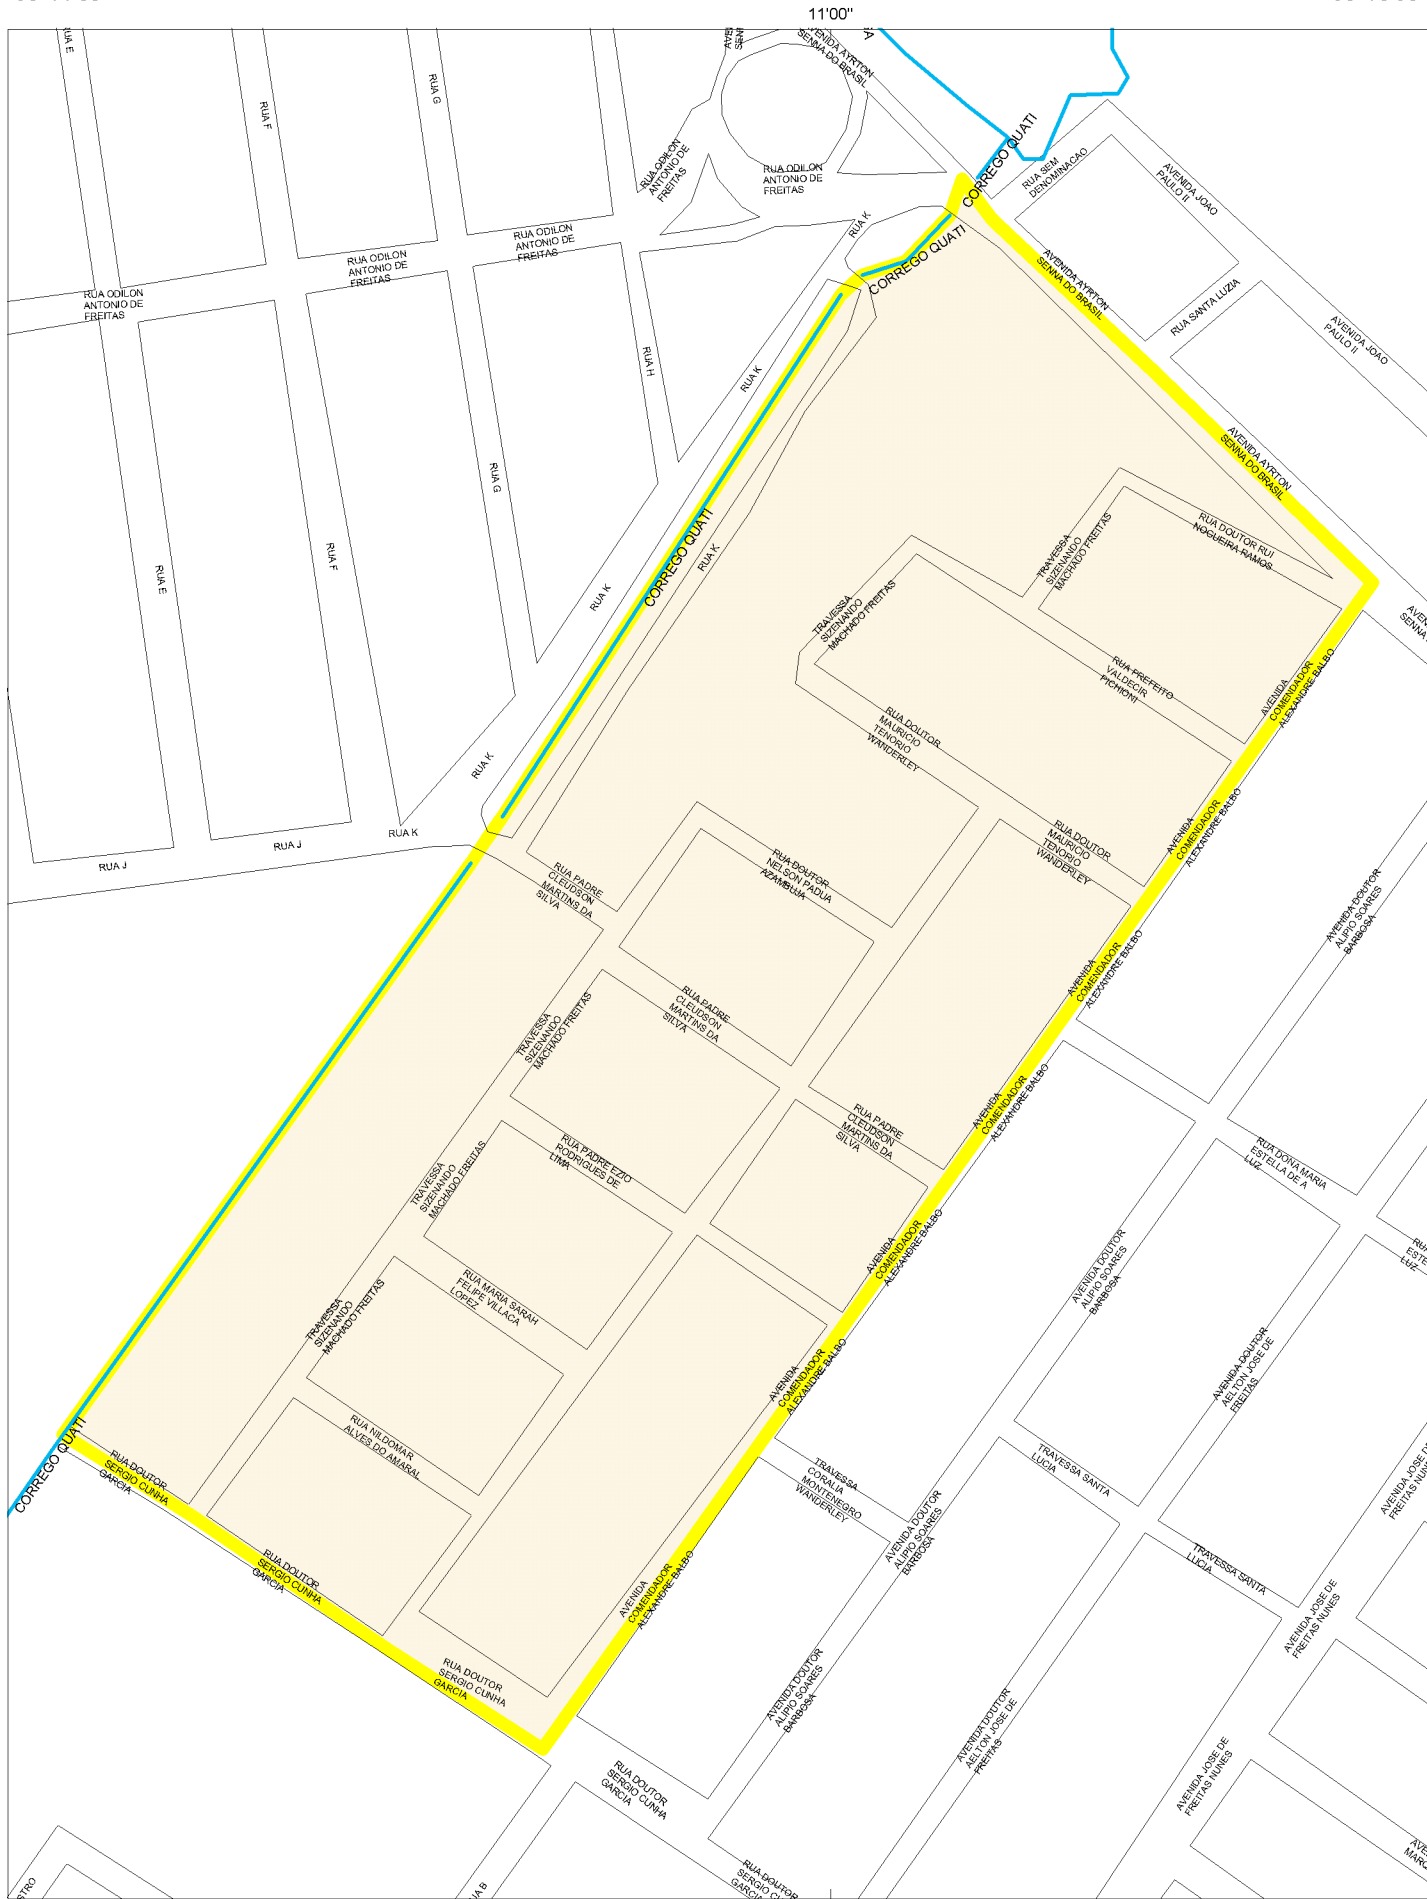 11'00"
RUA E
RUA F
RUA G
AVENIDA AYRTON
SENNA DO BRASIL
RUA ODILON
ANTONIO DE
FREITAS
RUA ODILON
ANTONIO DE
FREITAS
CORREGO QUATI
RUA SEM
DENOMINACAO
AVENIDA JOAO
PAULO II
RUA ODILON
ANTONIO DE
FREITAS
RUA ODILON
ANTONIO DE
FREITAS
RUA ODILON
ANTONIO DE
FREITAS
RUA K
CORREGO QUATI
AVENIDA AYRTON
SENNA DO BRASIL
RUA SANTA LUZIA
AVENIDA JOAO
PAULO II
RUA H
RUA K
RUA G
AVENIDA AYRTON
SENNA DO BRASIL
RUA E
RUA F
RUA K
CORREGO QUATI
RUA K
TRAVESSA
SIZENANDO
MACHADO FREITAS
RUA DOUTOR RUI
NOGUEIRA RAMOS
TRAVESSA
SIZENANDO
MACHADO FREITAS
RUA PREFEITO
VALDECIR
PICHIONI
AVENIDA
COMENDADOR
ALEXANDRE BALBO
RUA DOUTOR
MAURICIO
TENORIO
WANDERLEY
RUA K
RUA K
RUA J
RUA J
RUA DOUTOR
MAURICIO
TENORIO
WANDERLEY
AVENIDA
COMENDADOR
ALEXANDRE BALBO
RUA PADRE
CLEUDSON
MARTINS DA
SILVA
RUA DOUTOR
NELSON PADUA
AZAMBUJA
AVENIDA DOUTOR
ALIPIO SOARES
BARBOSA
AVENIDA
COMENDADOR
ALEXANDRE BALBO
TRAVESSA
SIZENANDO
MACHADO FREITAS
RUA PADRE
CLEUDSON
MARTINS DA
SILVA
RUA PADRE
CLEUDSON
MARTINS DA
SILVA
AVENIDA
COMENDADOR
ALEXANDRE BALBO
TRAVESSA
SIZENANDO
MACHADO FREITAS
RUA PADRE EZIO
RODRIGUES DE
LIMA
RUA DONA MARIA
ESTELLA DE A
LUZ
AVENIDA
COMENDADOR
ALEXANDRE BALBO
AVENIDA DOUTOR
ALIPIO SOARES
BARBOSA
TRAVESSA
SIZENANDO
MACHADO FREITAS
RUA MARIA SARAH
FELIPE VILLACA
LOPEZ
AVENIDA
COMENDADOR
ALEXANDRE BALBO
AVENIDA DOUTOR
AELTON JOSE DE
FREITAS
CORREGO QUATI
RUA DOUTOR
SERGIO CUNHA
GARCIA
RUA NILDOMAR
ALVES DO AMARAL
TRAVESSA
CORALIA
MONTENEGRO
WANDERLEY
TRAVESSA SANTA
LUCIA
AVENIDA DOUTOR
ALIPIO SOARES
BARBOSA
RUA DOUTOR
SERGIO CUNHA
GARCIA
AVENIDA
COMENDADOR
ALEXANDRE BALBO
TRAVESSA SANTA
LUCIA
AVENIDA JOSE DE
FREITAS NUNES
RUA DOUTOR
SERGIO CUNHA
GARCIA
AVENIDA DOUTOR
ALIPIO SOARES
BARBOSA
AVENIDA DOUTOR
AELTON JOSE DE
FREITAS
RUA DOUTOR
SERGIO CUNHA
GARCIA
AVENIDA JOSE DE
FREITAS NUNES
RUA DOUTOR